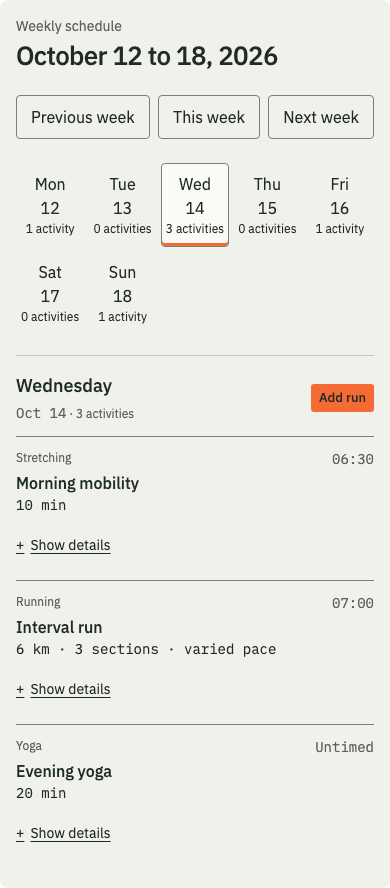 Weekly schedule
October 12 to 18, 2026
Previous week This week Next week
Mon Tue Wed Thu Fri
12 13 14 15 16
1 activity 0 activities 3 activities 0 activities 1 activity
Sat Sun
17 18
0 activities 1 activity
Wednesday
Oct 14 · 3 activities
Add run
Stretching 06:30
Morning mobility
10 min
+ Show details
Running 07:00
Interval run
6 km · 3 sections · varied pace
+ Show details
Yoga Untimed
Evening yoga
20 min
+ Show details